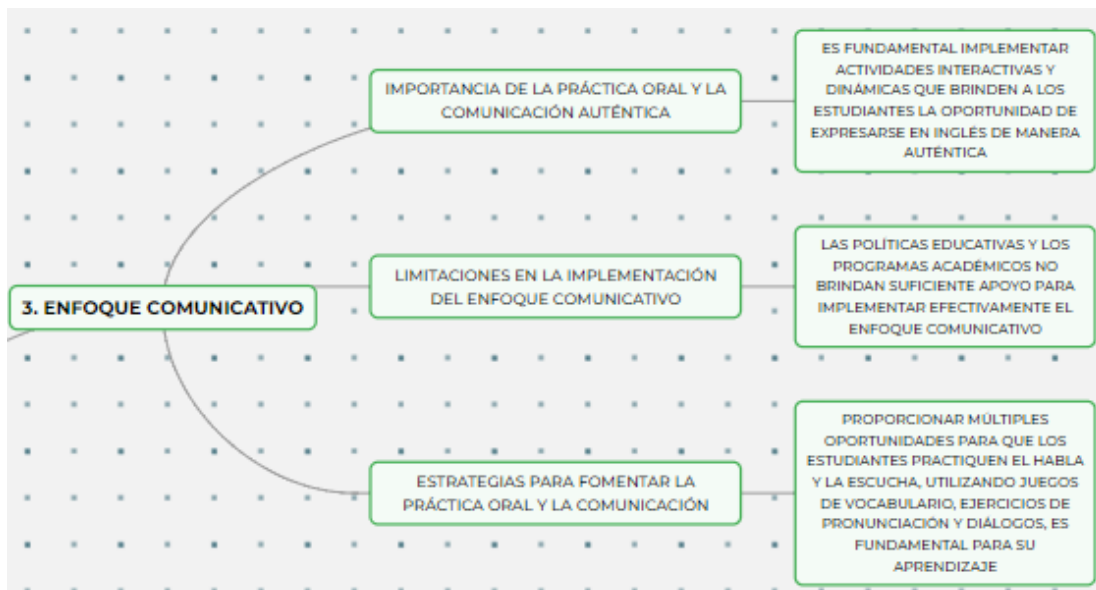 3. ENFOQUE COMUNICATIVO
IMPORTANCIA DE LA PRÁCTICA ORAL Y LA
COMUNICACIÓN AUTÉNTICA
ES FUNDAMENTAL IMPLEMENTAR
ACTIVIDADES INTERACTIVAS Y
DINÁMICAS QUE BRINDEN A LOS
ESTUDIANTES LA OPORTUNIDAD DE
EXPRESARSE EN INGLÉS DE MANERA
AUTÉNTICA
LIMITACIONES EN LA IMPLEMENTACIÓN
DEL ENFOQUE COMUNICATIVO
LAS POLÍTICAS EDUCATIVAS Y LOS
PROGRAMAS ACADÉMICOS NO
BRINDAN SUFICIENTE APOYO PARA
IMPLEMENTAR EFECTIVAMENTE EL
ENFOQUE COMUNICATIVO
ESTRATEGIAS PARA FOMENTAR LA
PRÁCTICA ORAL Y LA COMUNICACIÓN
PROPORCIONAR MÚLTIPLES
OPORTUNIDADES PARA QUE LOS
ESTUDIANTES PRACTIQUEN EL HABLA
Y LA ESCUCHA, UTILIZANDO JUEGOS
DE VOCABULARIO, EJERCICIOS DE
PRONUNCIACIÓN Y DIÁLOGOS, ES
FUNDAMENTAL PARA SU
APRENDIZAJE